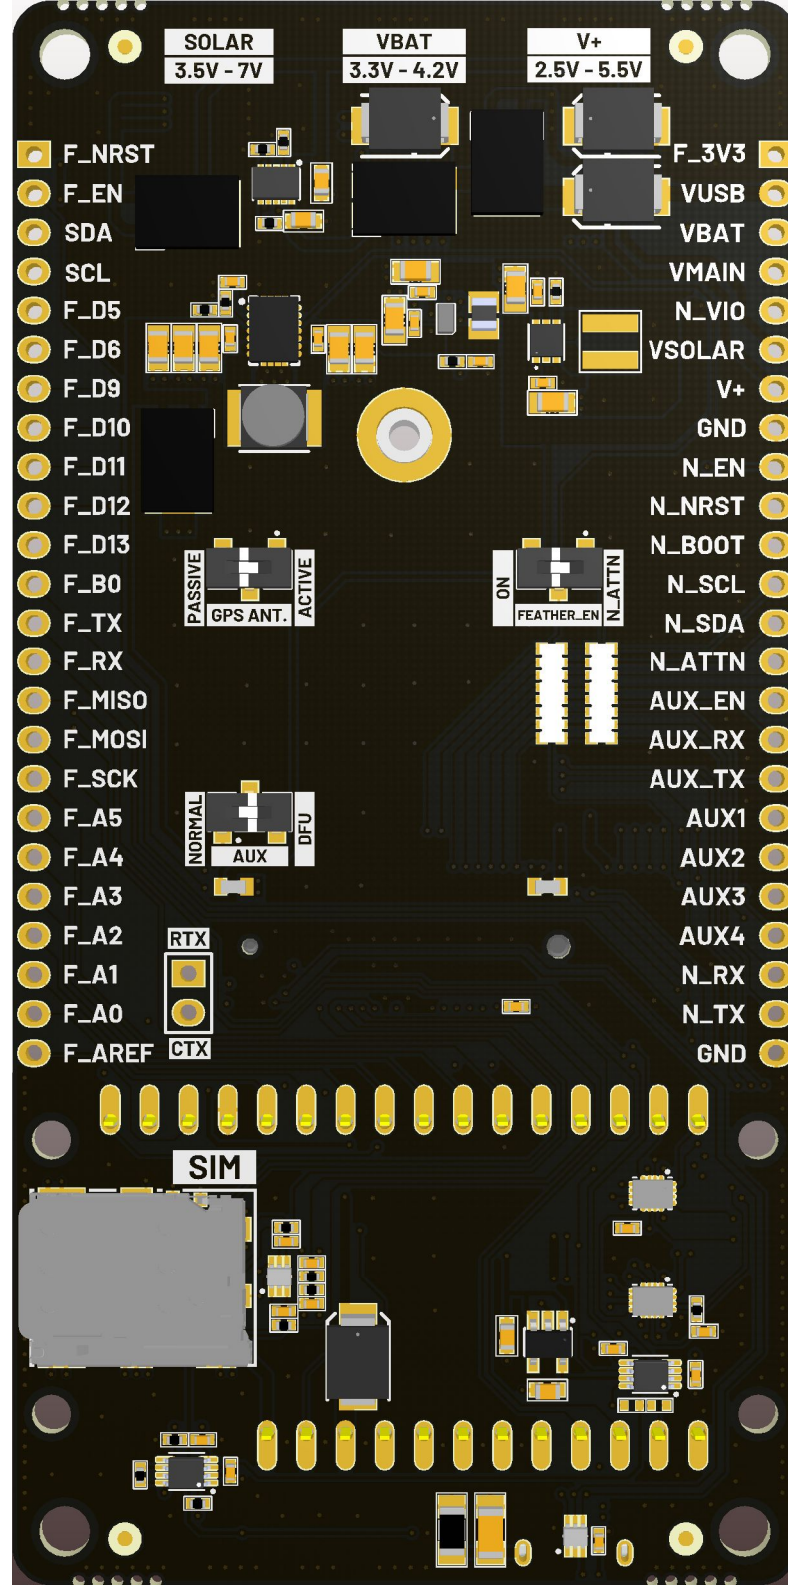 SOLAR
3.5V - 7V
VBAT
3.3V - 4.2V
V+
2.5V - 5.5V
F_NRST
F_EN
SDA
SCL
F_D5
F_D6
F_D9
F_D10
F_D11
F_D12
F_D13
F_B0
F_TX
F_RX
F_MISO
F_MOSI
F_SCK
F_A5
F_A4
F_A3
F_A2
F_A1
F_A0
F_AREF
F_3V3
VUSB
VBAT
VMAIN
N_VIO
VSOLAR
V+
GND
N_EN
N_NRST
N_BOOT
N_SCL
N_SDA
N_ATTN
AUX_EN
AUX_RX
AUX_TX
AUX1
AUX2
AUX3
AUX4
N_RX
N_TX
GND
PASSIVE
GPS ANT.
ACTIVE
ON
FEATHER_EN
N_ATTN
NORMAL
AUX
DFU
RTX
CTX
SIM